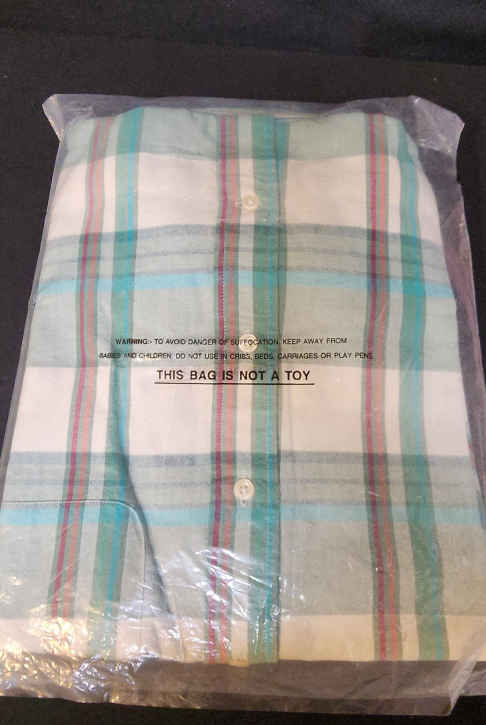 WARNING:- TO AVOID DANGER OF SUFFOCATION, KEEP AWAY FROM
BABIES AND CHILDREN. DO NOT USE IN CRIBS, BEDS, CARRIAGES OR PLAY PENS.
THIS BAG IS NOT A TOY